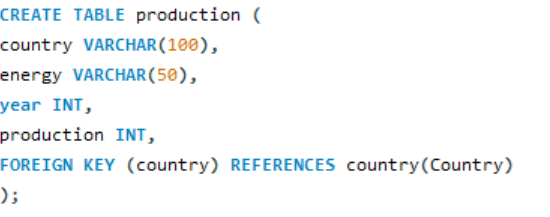 CREATE TABLE production (
country VARCHAR(100),
energy VARCHAR(50),
year INT,
production INT,
FOREIGN KEY (country) REFERENCES country(Country)
);